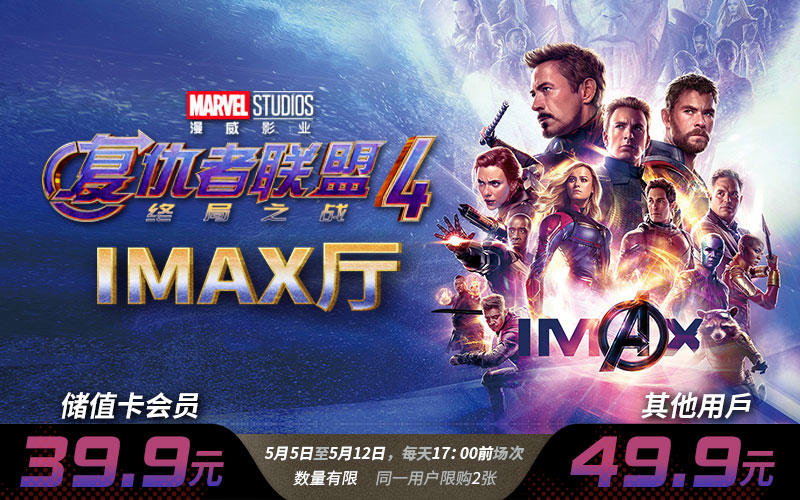 MARVEL STUDIOS
漫威影业
复仇者联盟4
终局之战
IMAX厅
IMAX
储值卡会员
39.9元
5月5日至5月12日，每天17：00前场次
数量有限 同一用户限购2张
其他用戶
49.9元